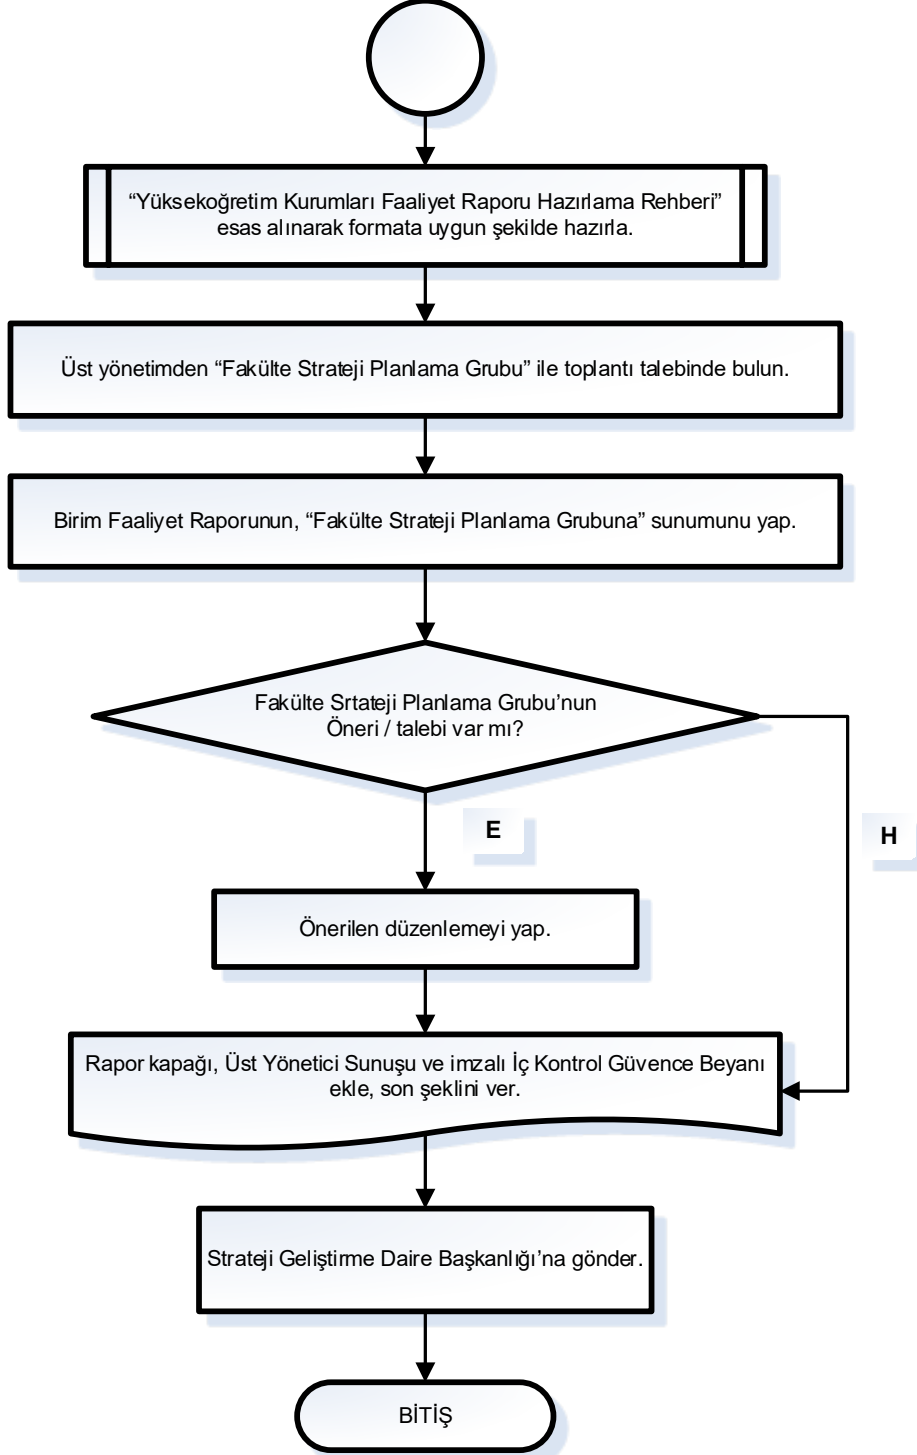 “Yüksekoğretim Kurumları Faaliyet Raporu Hazırlama Rehberi”
esas alınarak formata uygun şekilde hazırla.
Üst yönetimden “Fakülte Strateji Planlama Grubu” ile toplantı talebinde bulun.
Birim Faaliyet Raporunun, “Fakülte Strateji Planlama Grubuna” sunumunu yap.
Fakülte Srtateji Planlama Grubu’nun
Öneri / talebi var mı?
E
H
Önerilen düzenlemeyi yap.
Rapor kapağı, Üst Yönetici Sunuşu ve imzalı İç Kontrol Güvence Beyanı
ekle, son şeklini ver.
Strateji Geliştirme Daire Başkanlığı’na gönder.
BİTİŞ